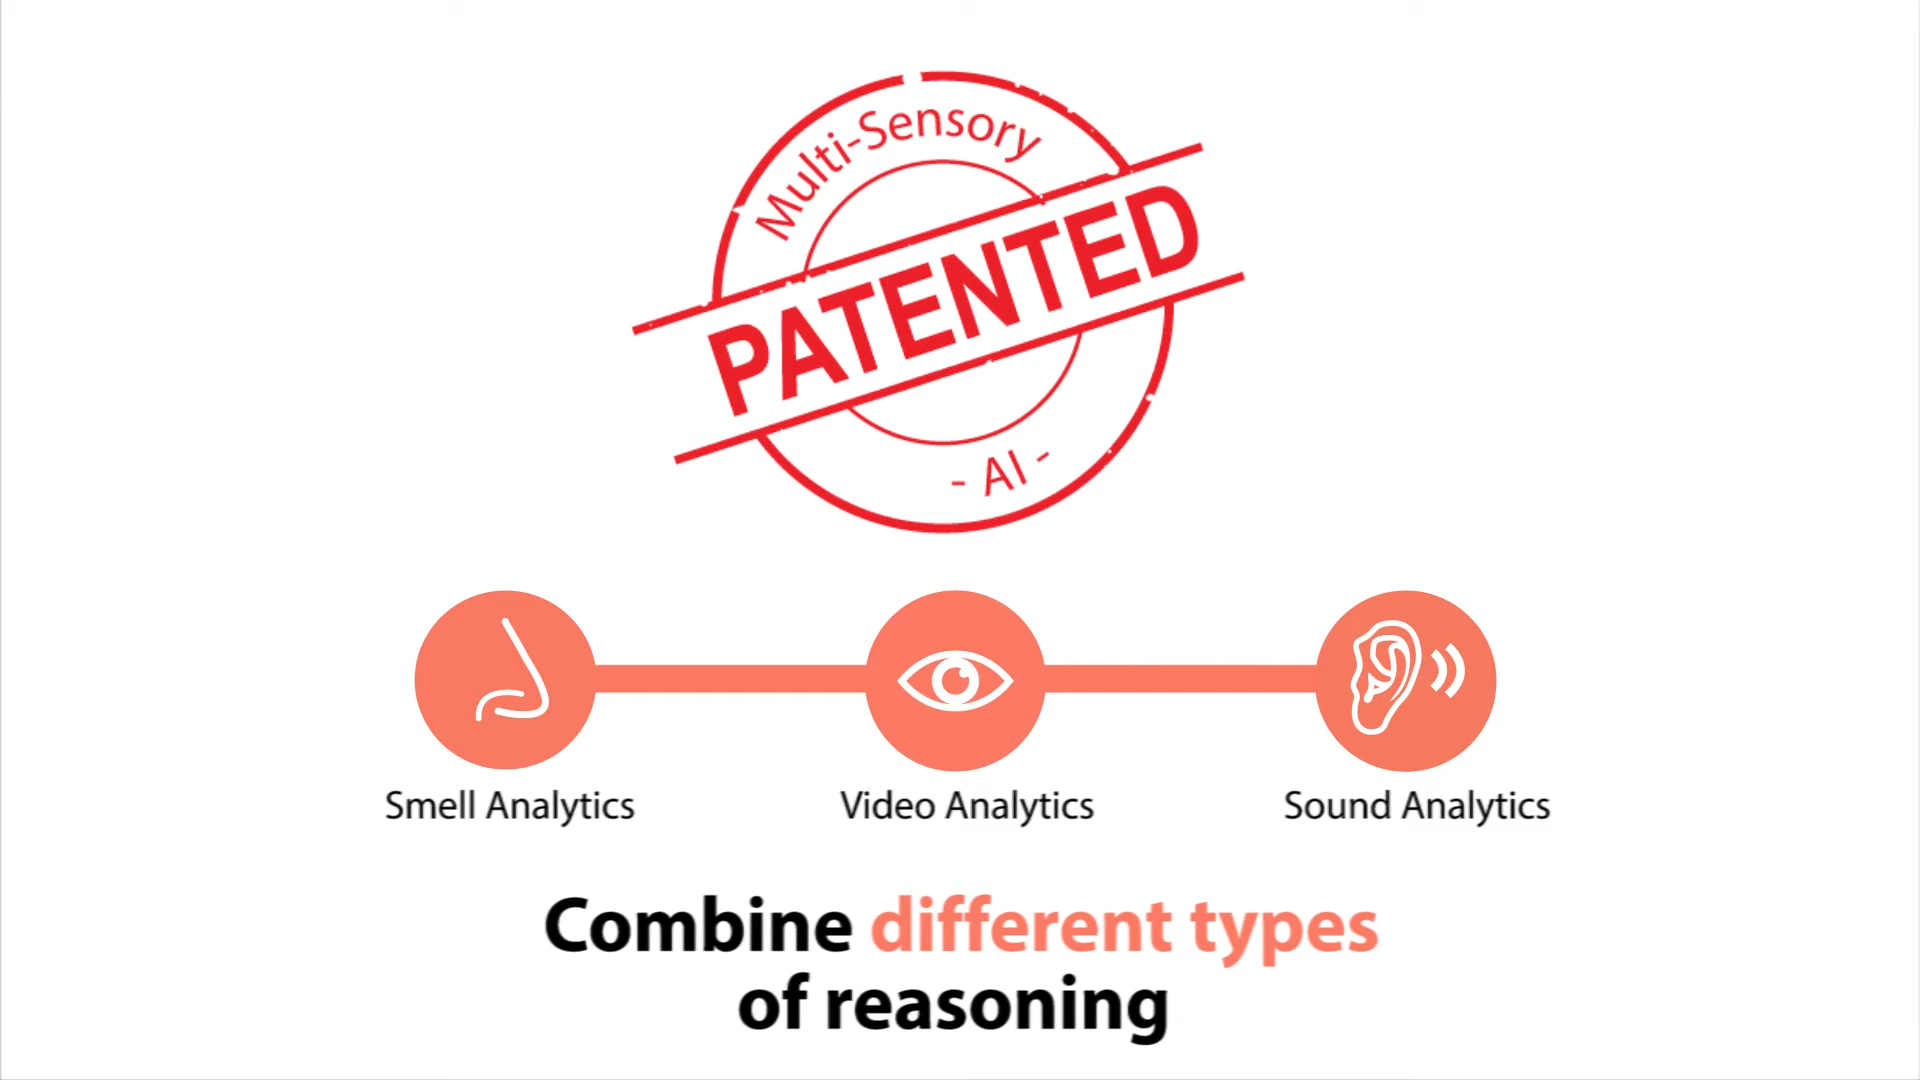 Multi-Sensory
PATENTED
- AI -
Smell Analytics
Video Analytics
Sound Analytics
Combine different types
of reasoning